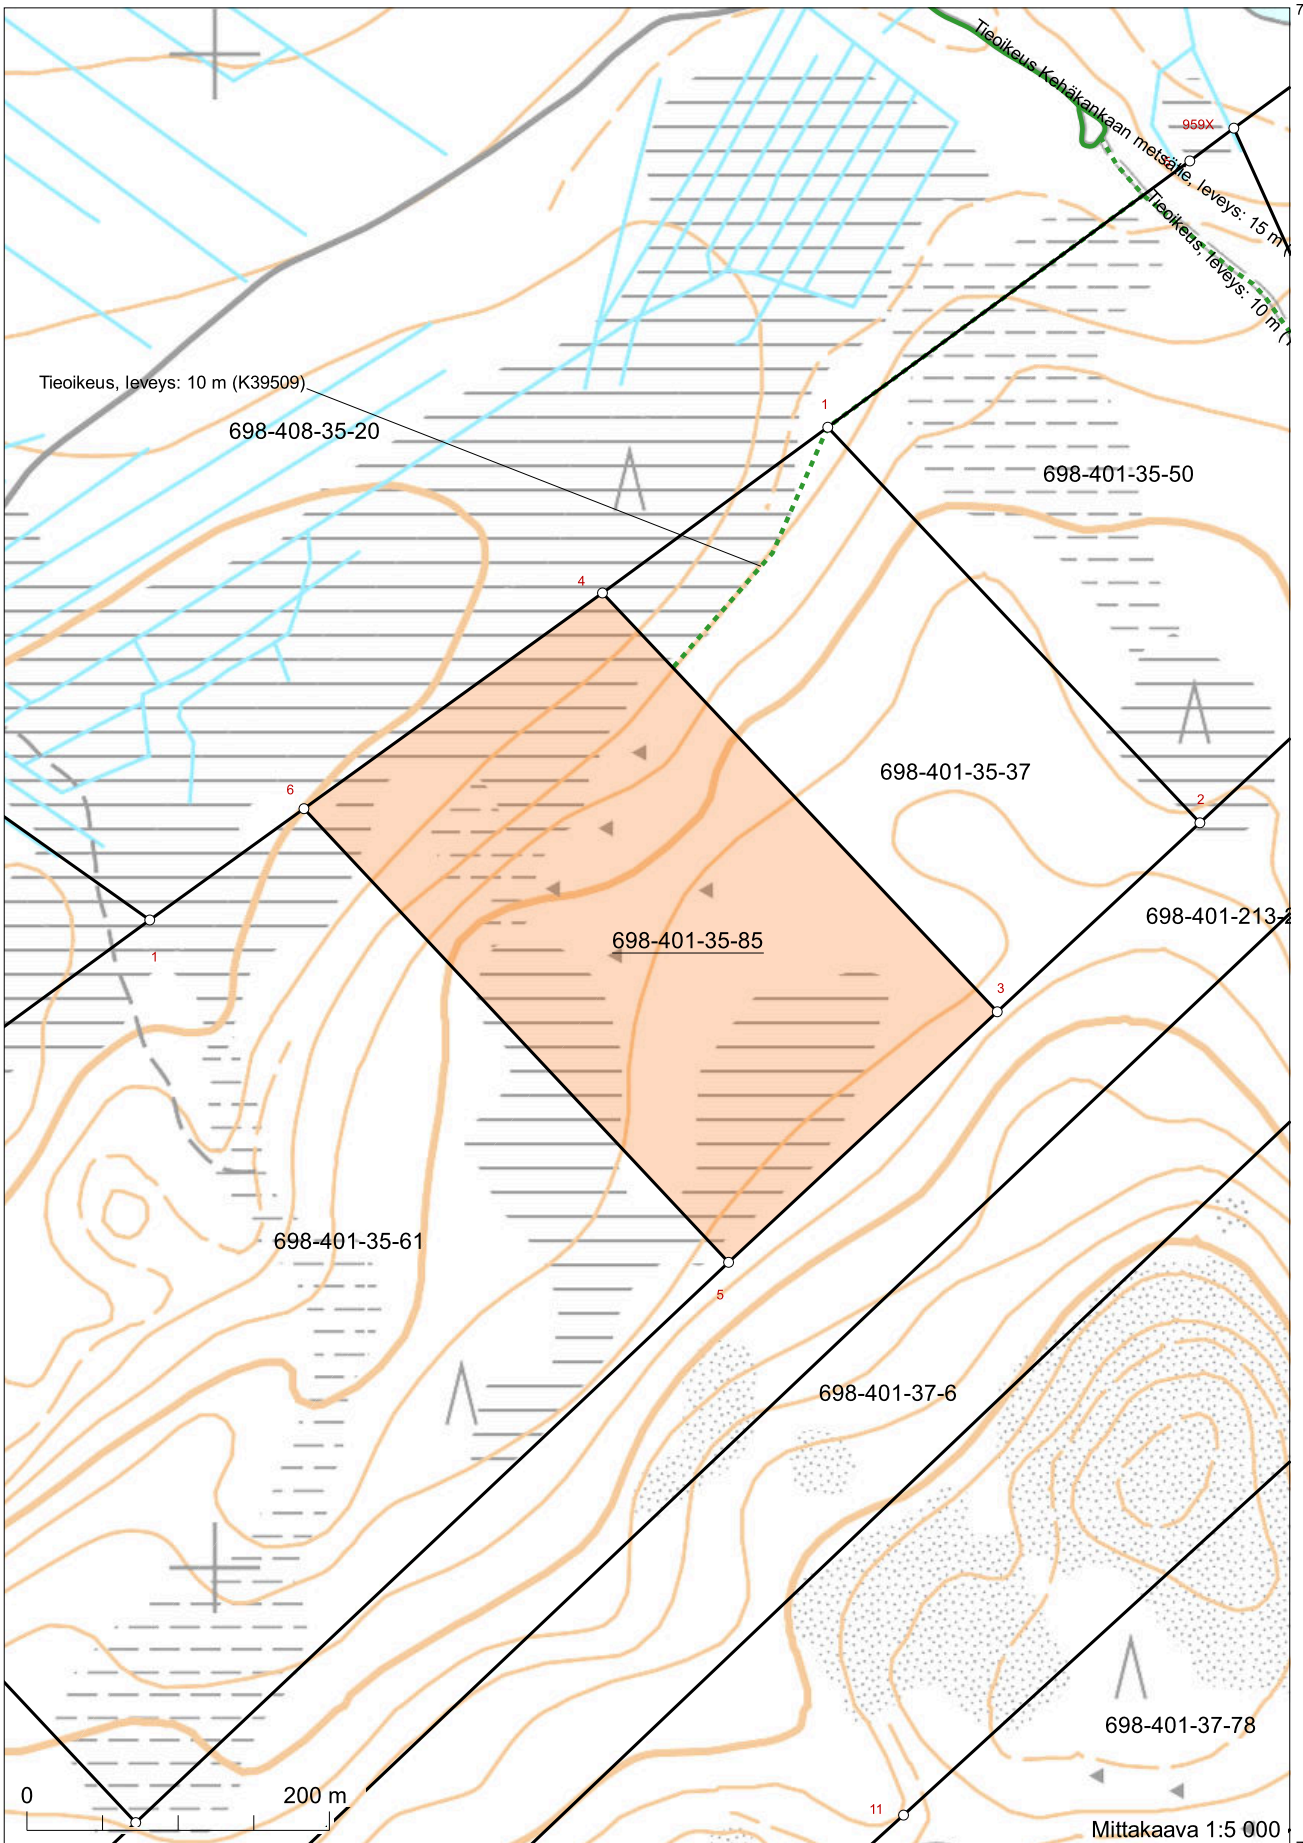 7
Tieoikeus Kehäkankaan metsälle, leveys: 15 m (
959X
Tieoikeus, leveys: 10 m (
Tieoikeus, leveys: 10 m (K39509)
1
698-408-35-20
698-401-35-50
4
698-401-35-37
6
2
698-401-213-2
698-401-35-85
1
3
698-401-35-61
5
698-401-37-6
698-401-37-78
0 200 m
11
Mittakaava 1:5 000